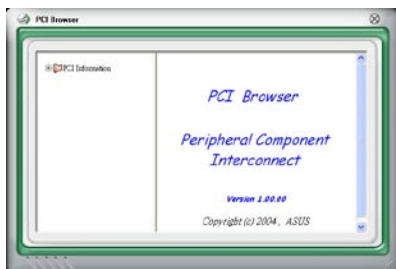 PCI Browser
PCI Information
PCI Browser
Peripheral Component
Interconnect
Version 1.00.00
Copyright (c) 2004, ASUS